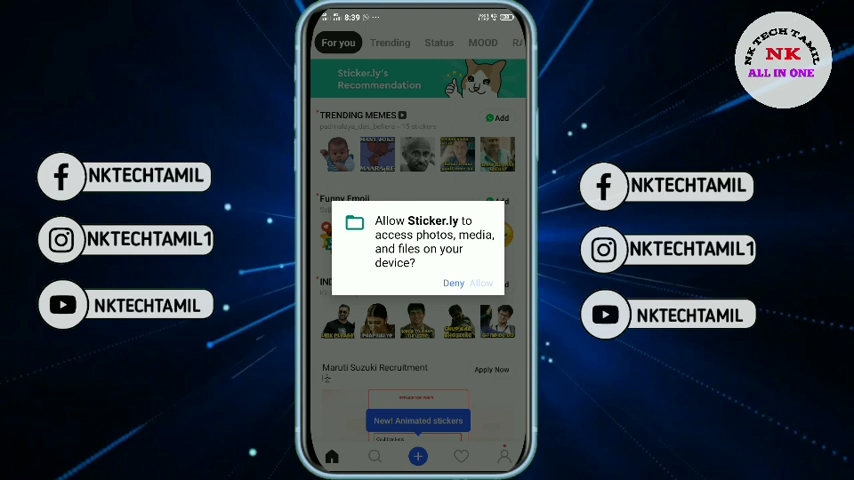 8:39
For you
Trending
Status
MOOD
Sticker.ly's
Recommendation
TRENDING MEMES
Add
Funny Emoji
Allow Sticker.ly to
access photos, media,
and files on your
device?
Deny
Allow
Maruti Suzuki Recruitment
Apply Now
New! Animated stickers
NKTECHTAMIL
NKTECHTAMIL1
NKTECHTAMIL
NKTECHTAMIL
NKTECHTAMIL1
NKTECHTAMIL
NK TECH TAMIL
NK
ALL IN ONE